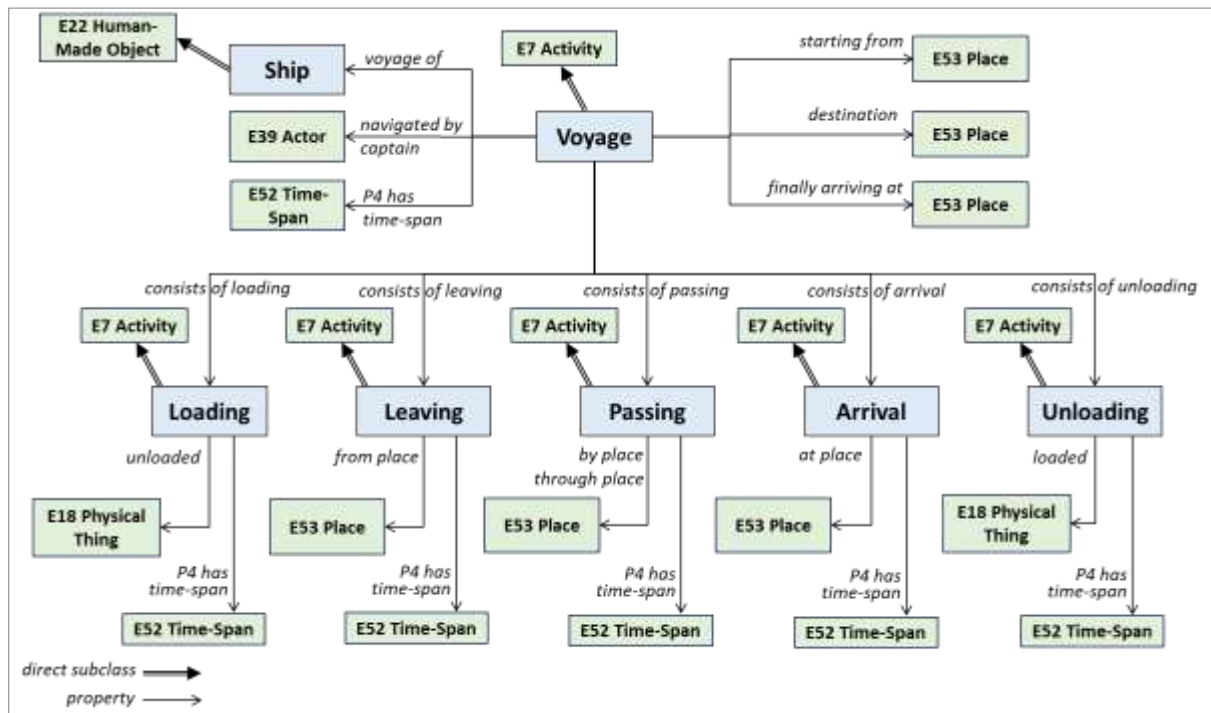 E22 Human-
Made Object
Ship
voyage of
E7 Activity
starting from
E53 Place
E39 Actor
navigated by
captain
Voyage
destination
E53 Place
E52 Time-
Span
P4 has
time-span
finally arriving at
E53 Place
consists of loading
consists of leaving
consists of passing
consists of arrival
consists of unloading
E7 Activity
E7 Activity
E7 Activity
E7 Activity
E7 Activity
Loading
Leaving
Passing
Arrival
Unloading
unloaded
from place
by place
through place
at place
loaded
E18 Physical
Thing
E53 Place
E53 Place
E53 Place
E18 Physical
Thing
P4 has
time-span
P4 has
time-span
P4 has
time-span
P4 has
time-span
P4 has
time-span
E52 Time-Span
E52 Time-Span
E52 Time-Span
E52 Time-Span
E52 Time-Span
direct subclass
property